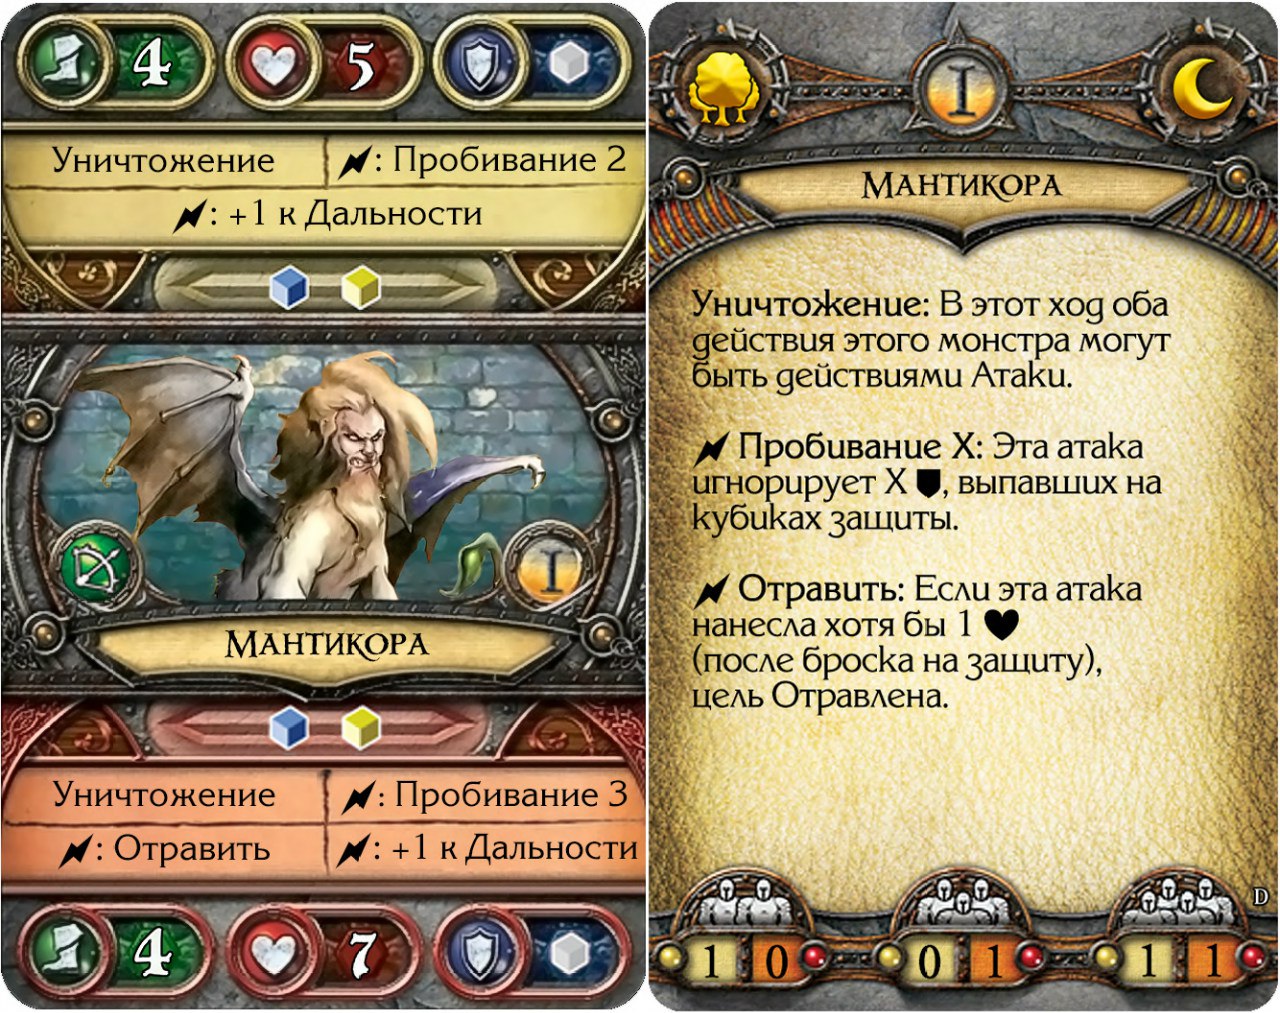 4 5
Уничтожение : Пробивание 2
: +1 к Дальности
I
Мантикора
Уничтожение : Пробивание 3
: Отравить : +1 к Дальности
4 7
I
Мантикора
Уничтожение: В этот ход оба
действия этого монстра могут
быть действиями Атаки.
Пробивание X: Эта атака
игнорирует X , выпавших на
кубиках защиты.
Отравить: Если эта атака
нанесла хотя бы 1
(после броска на защиту),
цель Отравлена.
D
1 0 0 1 1 1